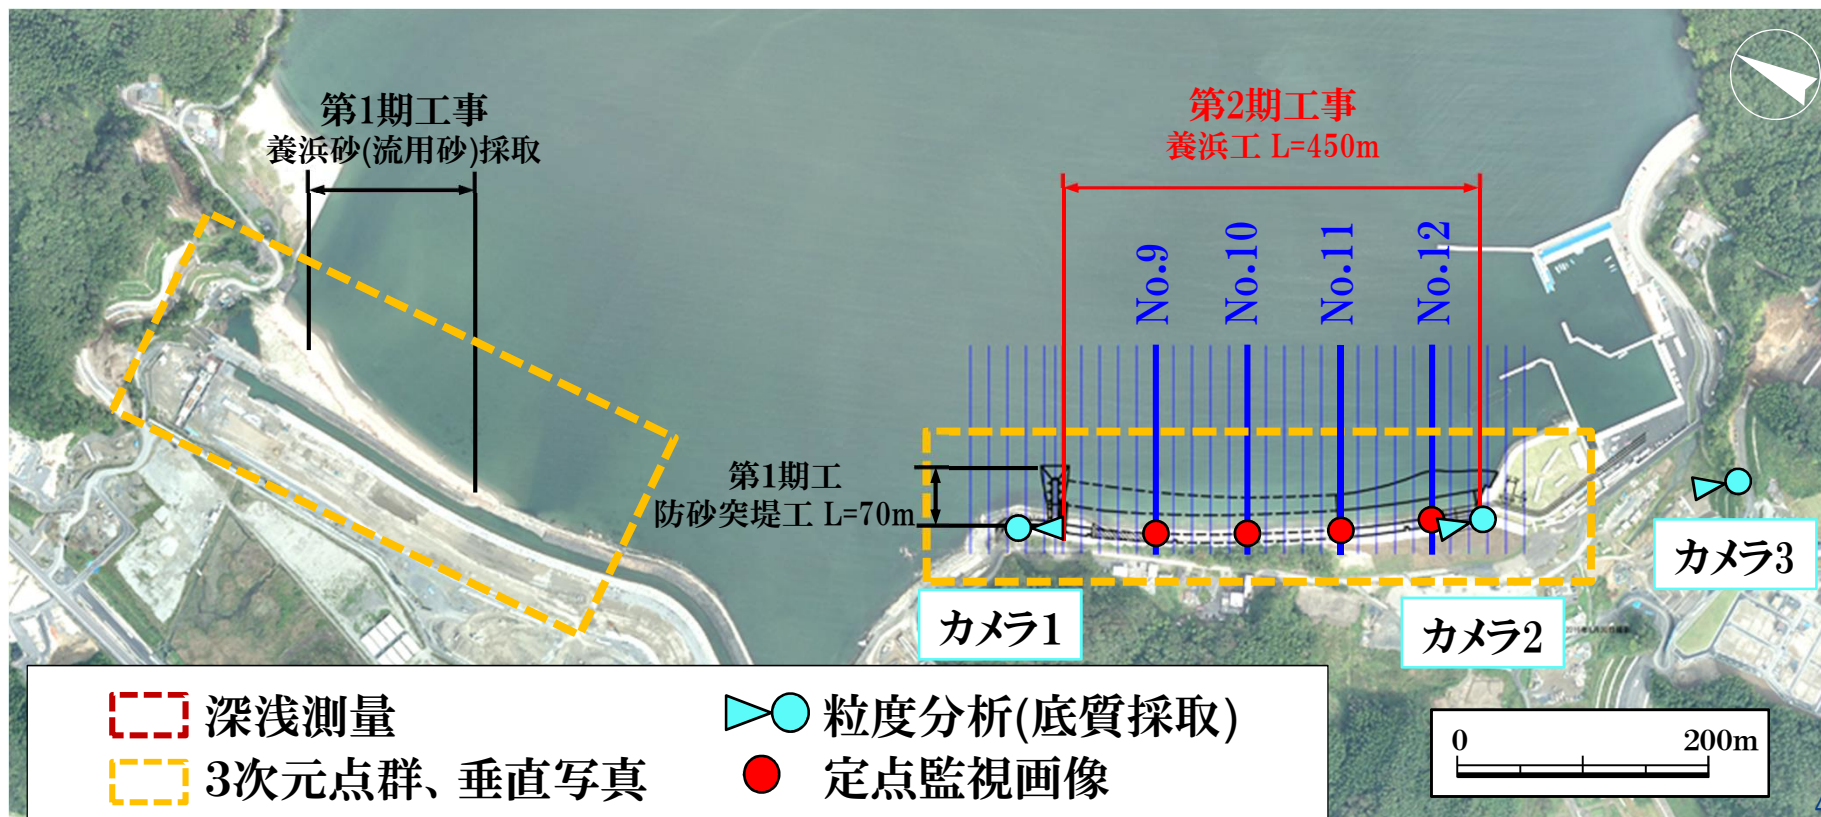 第1期工事
養浜砂(流用砂)採取
第2期工事
養浜工 L=450m
No.9
No.10
No.11
No.12
第1期工
防砂突堤工 L=70m
カメラ1
カメラ2
カメラ3
深浅測量
3次元点群、垂直写真
粒度分析(底質採取)
定点監視画像
0
200m
4